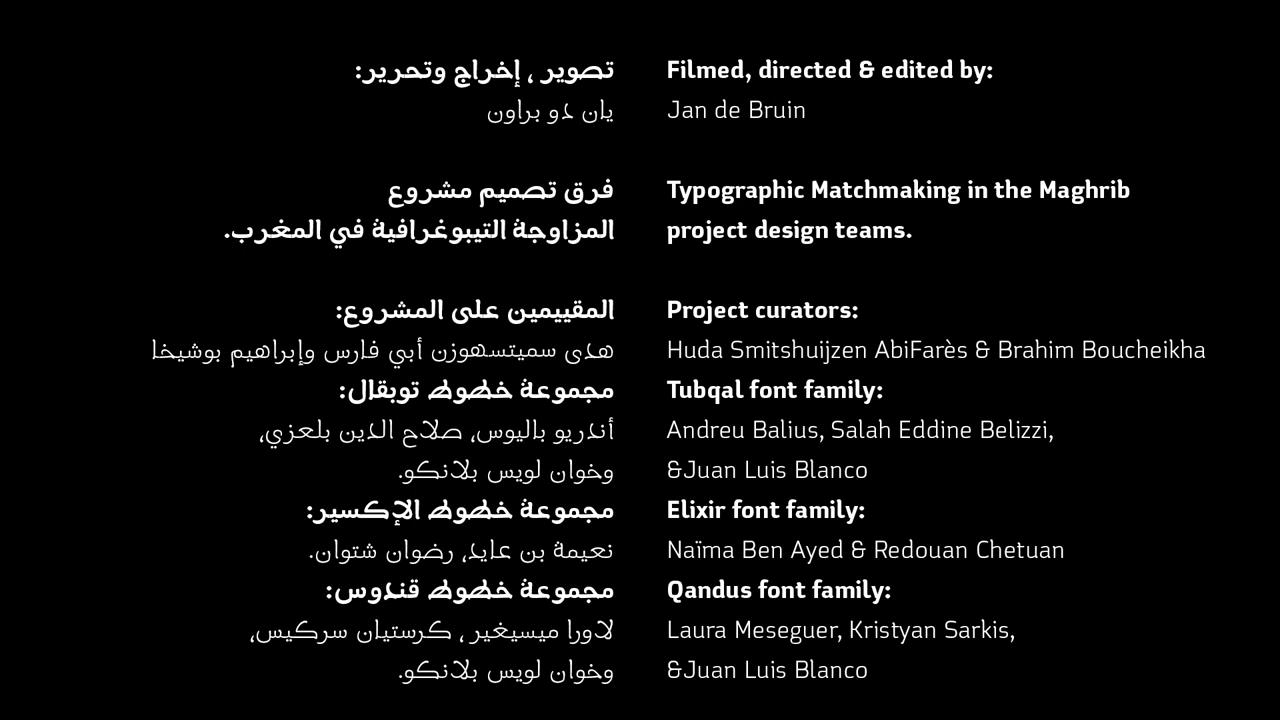 تصوير ، إخراج وتحرير:
يان دو براون
فرق تصميم مشروع
المزاوجة التيبوغرافية في المغرب.
المقييمين على المشروع:
هدى سميتسهوزن أبي فارس وإبراهيم بوشيخا
مجموعة خطوط توبقال:
أندريو باليوس، صلاح الدين بلعزي،
وخوان لويس بلانكو.
مجموعة خطوط الإكسير:
نعيمة بن عايد، رضوان شتوان.
مجموعة خطوط قندوس:
لاورا ميسيغير ، كرستيان سركيس،
وخوان لويس بلانكو.
Filmed, directed & edited by:
Jan de Bruin
Typographic Matchmaking in the Maghrib
project design teams.
Project curators:
Huda Smitshuijzen AbiFarès & Brahim Boucheikha
Tubqal font family:
Andreu Balius, Salah Eddine Belizzi,
&Juan Luis Blanco
Elixir font family:
Naïma Ben Ayed & Redouan Chetuan
Qandus font family:
Laura Meseguer, Kristyan Sarkis,
&Juan Luis Blanco